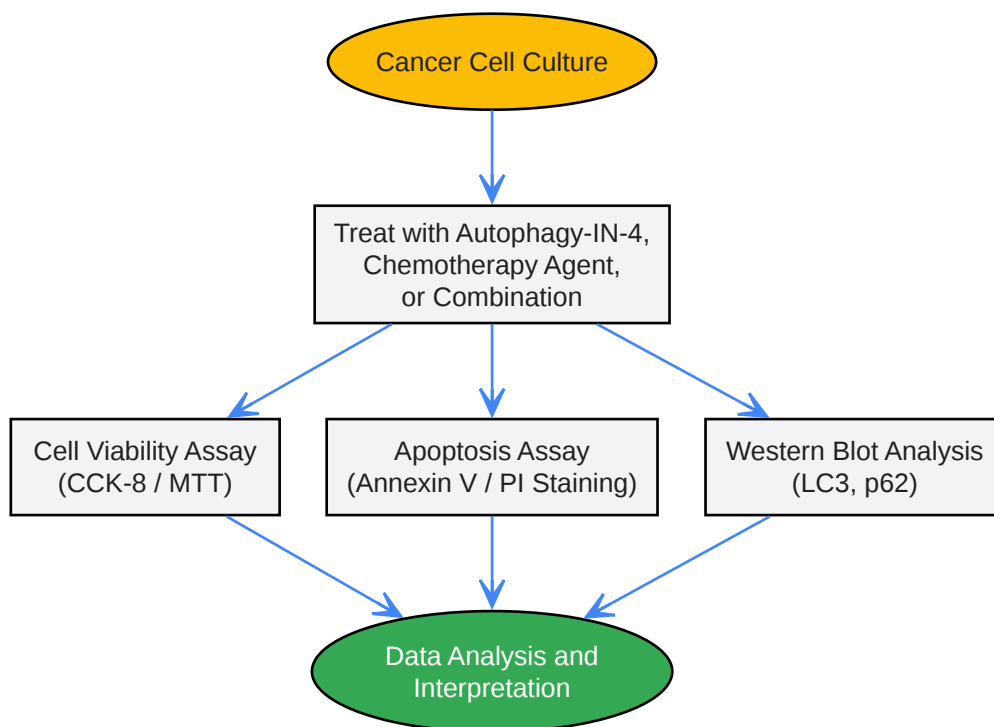 Cancer Cell Culture
Treat with Autophagy-IN-4,
Chemotherapy Agent,
or Combination
Cell Viability Assay
(CCK-8 / MTT)
Apoptosis Assay
(Annexin V / PI Staining)
Western Blot Analysis
(LC3, p62)
Data Analysis and
Interpretation